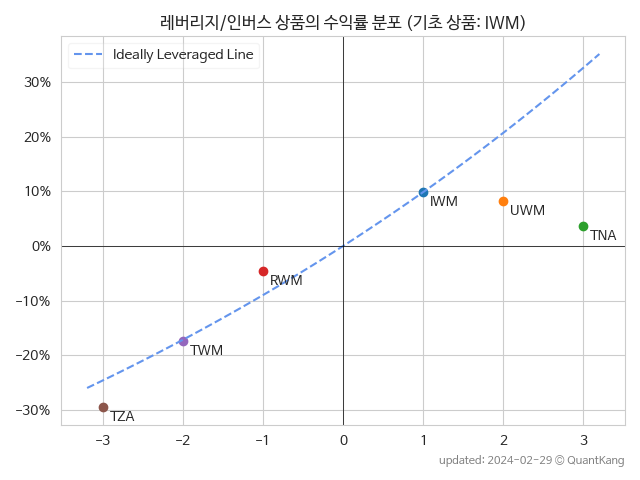 레버리지/인버스 상품의 수익률 분포 (기초 상품: IWM)
Ideally Leveraged Line
30%
20%
10%
0%
−10%
−20%
−30%
IWM
UWM
TNA
RWM
TWM
TZA
−3 −2 −1 0 1 2 3
updated: 2024-02-29 © QuantKang